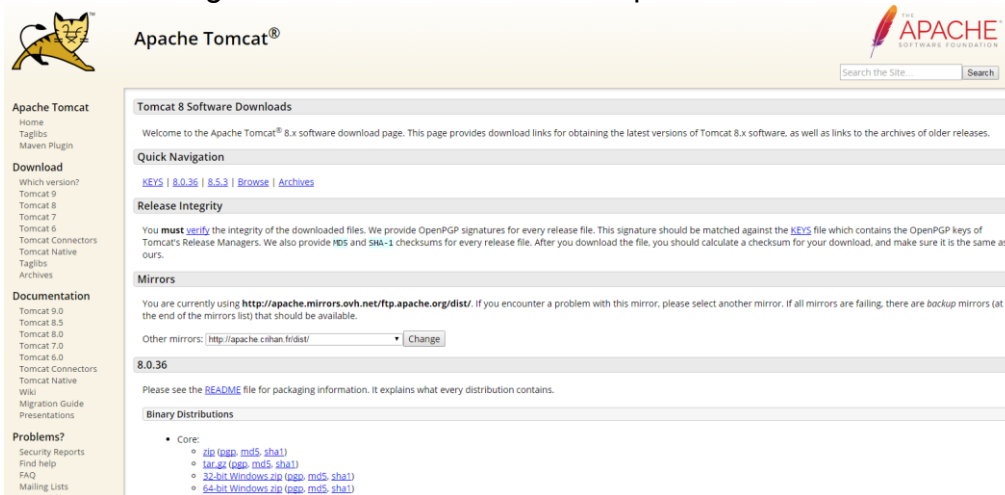 Apache Tomcat®
THE
APACHE
SOFTWARE FOUNDATION
Search the Site...
Search
Apache Tomcat
Home
Taglibs
Maven Plugin
Download
Which version?
Tomcat 9
Tomcat 8
Tomcat 7
Tomcat 6
Tomcat Connectors
Tomcat Native
Taglibs
Archives
Documentation
Tomcat 9.0
Tomcat 8.5
Tomcat 8.0
Tomcat 7.0
Tomcat 6.0
Tomcat Connectors
Tomcat Native
Wiki
Migration Guide
Presentations
Problems?
Security Reports
Find help
FAQ
Mailing Lists
Tomcat 8 Software Downloads
Welcome to the Apache Tomcat® 8.x software download page. This page provides download links for obtaining the latest versions of Tomcat 8.x software, as well as links to the archives of older releases.
Quick Navigation
KEYS | 8.0.36 | 8.5.3 | Browse | Archives
Release Integrity
You must verify the integrity of the downloaded files. We provide OpenPGP signatures for every release file. This signature should be matched against the KEYS file which contains the OpenPGP keys of
Tomcat's Release Managers. We also provide MD5 and SHA-1 checksums for every release file. After you download the file, you should calculate a checksum for your download, and make sure it is the same as
ours.
Mirrors
You are currently using http://apache.mirrors.ovh.net/ftp.apache.org/dist/. If you encounter a problem with this mirror, please select another mirror. If all mirrors are failing, there are backup mirrors (at
the end of the mirrors list) that should be available.
Other mirrors: http://apache.crihan.fr/dist/ Change
8.0.36
Please see the README file for packaging information. It explains what every distribution contains.
Binary Distributions
• Core:
○ zip (pgp, md5, sha1)
○ tar.gz (pgp, md5, sha1)
○ 32-bit Windows zip (pgp, md5, sha1)
○ 64-bit Windows zip (pgp, md5, sha1)